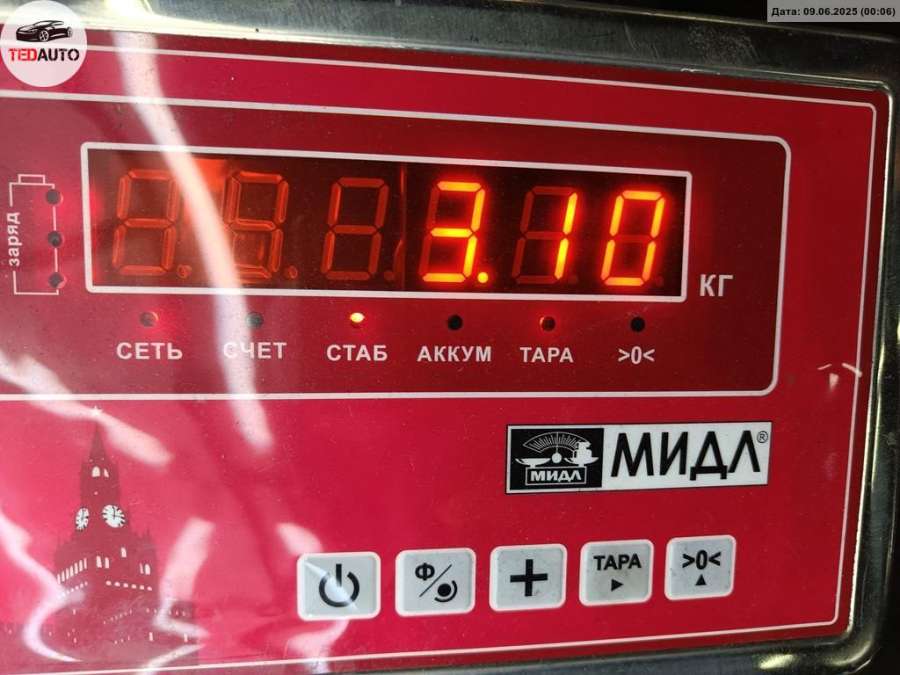 Дата: 09.06.2025 (00:06)
TEDAUTO
заряд
3.10
КГ
СЕТЬ СЧЕТ СТАБ АККУМ ТАРА >0<
МИДЛ МИДЛ®
Ф ТАРА >0<